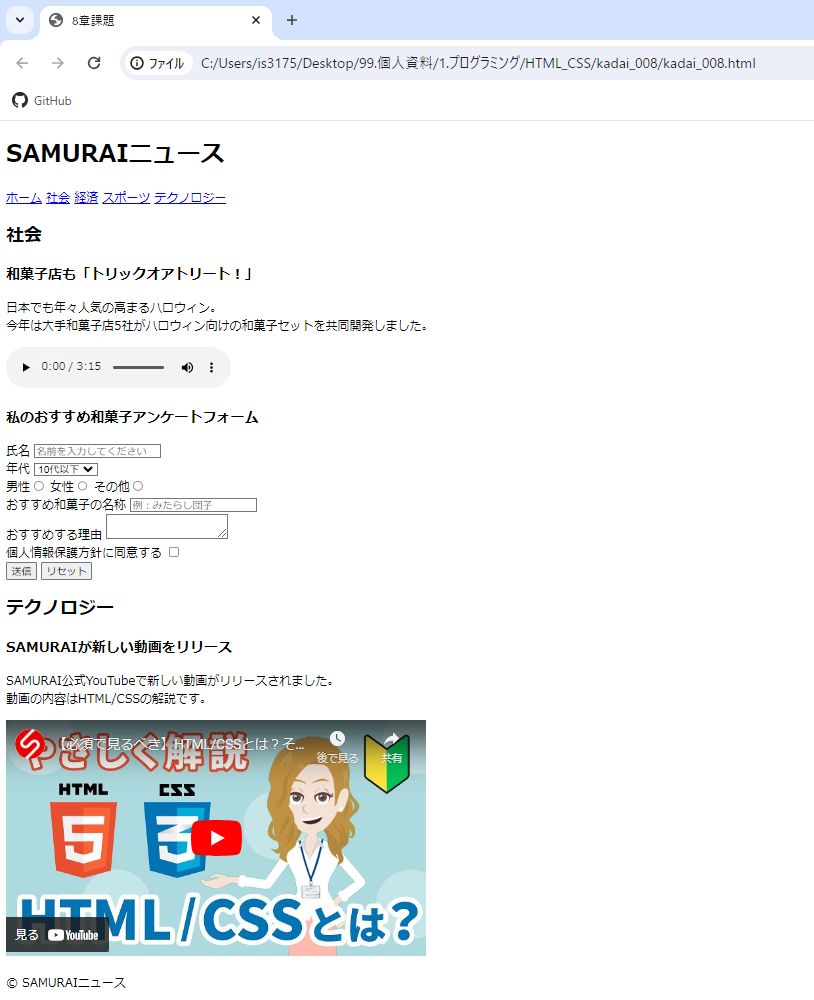 8章課題
ファイル C:/Users/is3175/Desktop/99.個人資料/1.プログラミング/HTML_CSS/kadai_008/kadai_008.html
GitHub
SAMURAIニュース
ホーム 社会 経済 スポーツ テクノロジー
社会
和菓子店も「トリックオアトリート！」
日本でも年々人気の高まるハロウィン。
今年は大手和菓子店5社がハロウィン向けの和菓子セットを共同開発しました。
0:00 / 3:15
私のおすすめ和菓子アンケートフォーム
氏名 名前を入力してください
年代 10代以下
男性 女性 その他
おすすめ和菓子の名称 例：みたらし団子
おすすめする理由
個人情報保護方針に同意する
送信 リセット
テクノロジー
SAMURAIが新しい動画をリリース
SAMURAI公式YouTubeで新しい動画がリリースされました。
動画の内容はHTML/CSSの解説です。
【必須で見るべき】HTML/CSSとは？そ...
後で見る 共有
やさしく解説
HTML CSS
5 3
HTML/CSSとは？
見る YouTube
© SAMURAIニュース